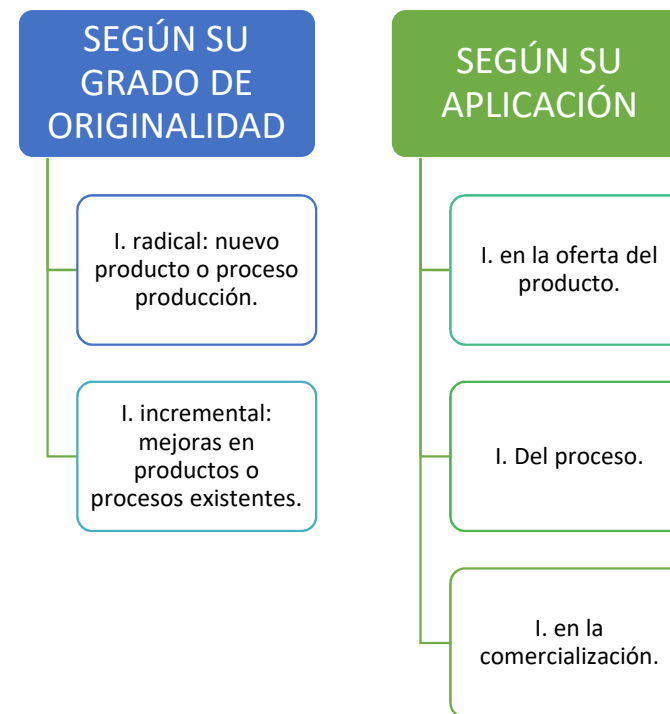 SEGÚN SU
GRADO DE
ORIGINALIDAD
I. radical: nuevo
producto o proceso
producción.
I. incremental:
mejoras en
productos o
procesos existentes.
SEGÚN SU
APLICACIÓN
I. en la oferta del
producto.
I. Del proceso.
I. en la
comercialización.